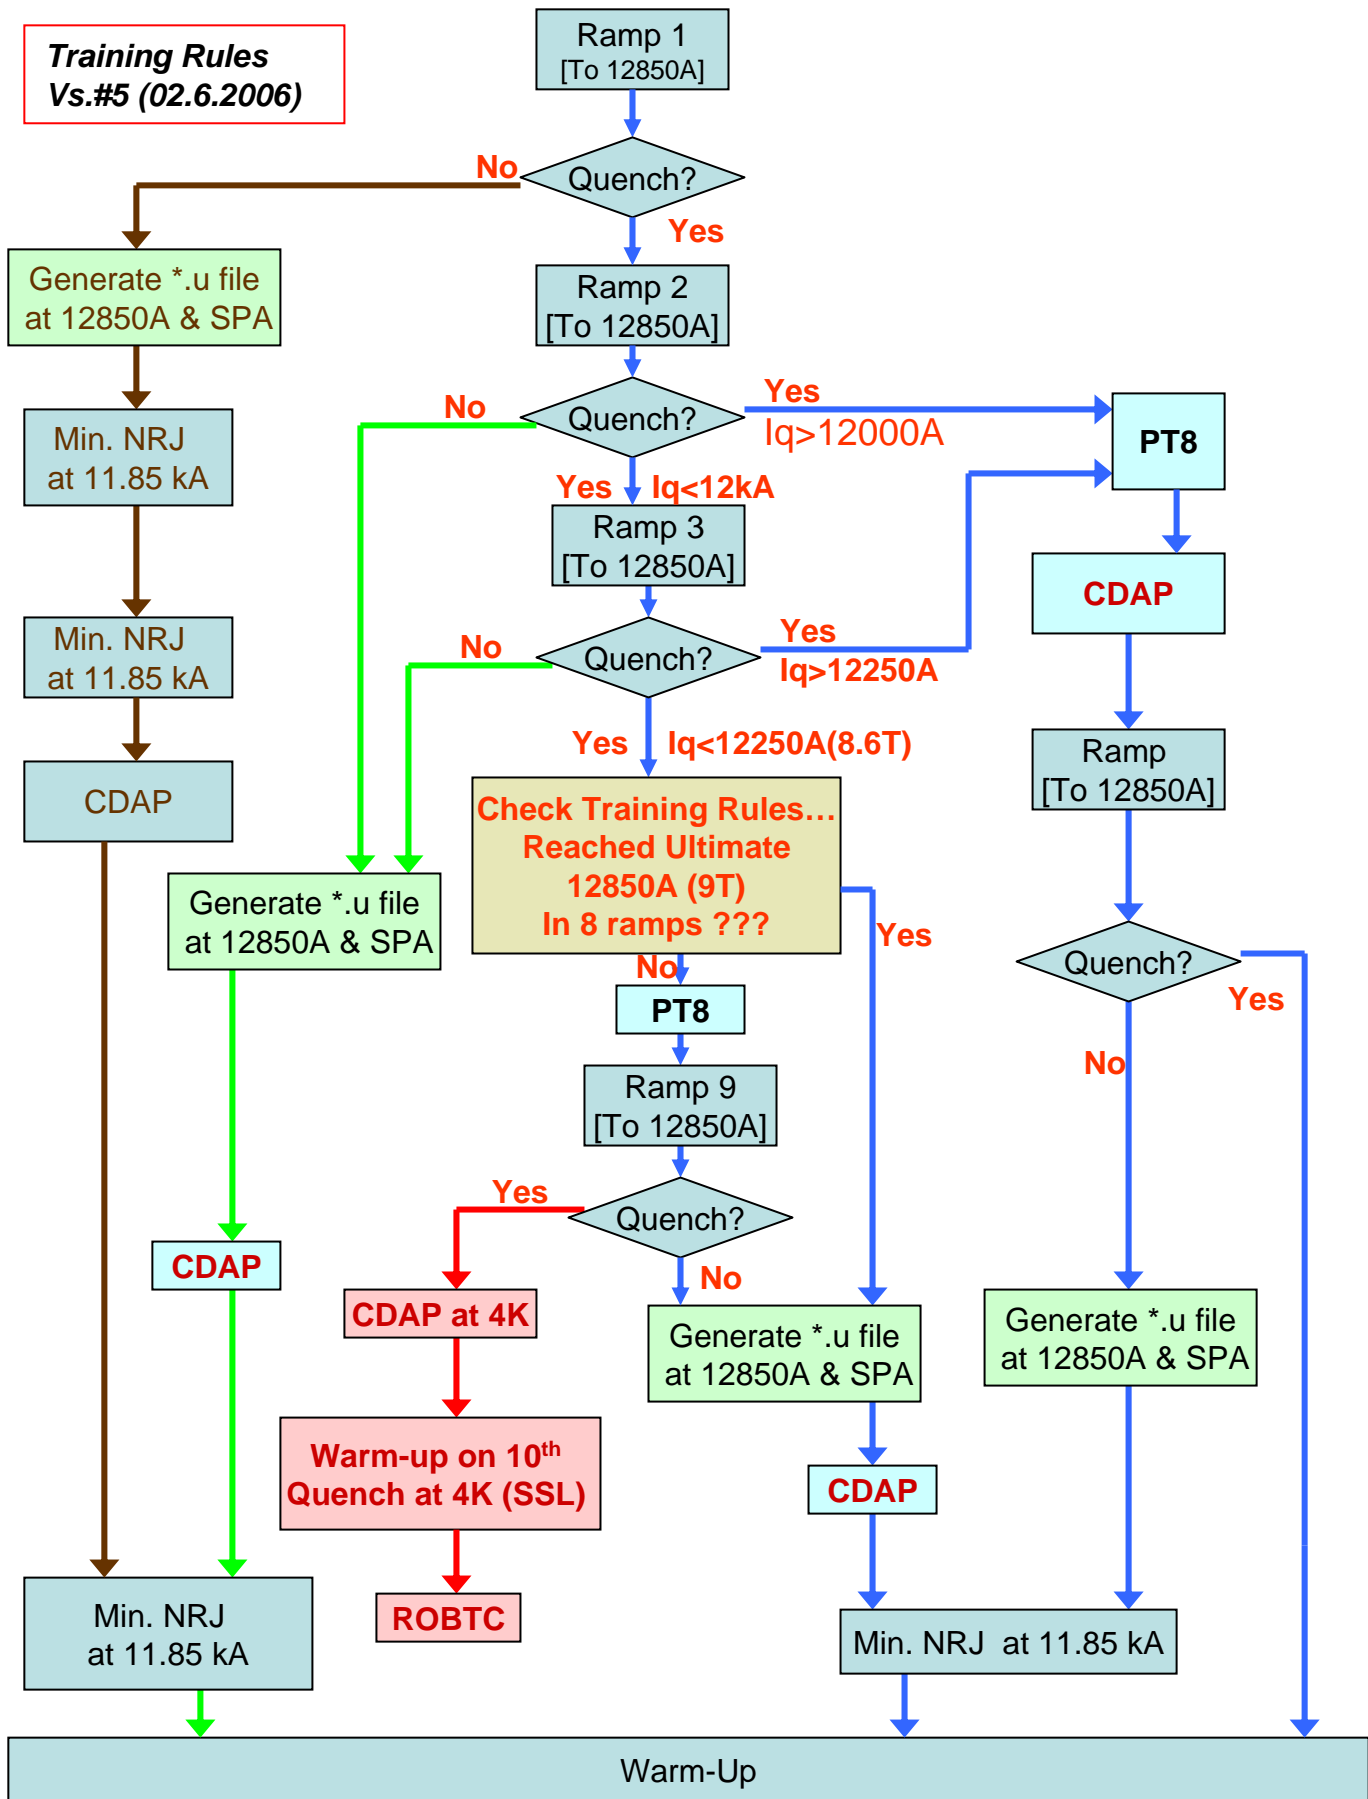 Training Rules
Vs.#5 (02.6.2006)
Ramp 1
[To 12850A]
Quench?
No
Yes
Generate *.u file
at 12850A & SPA
Ramp 2
[To 12850A]
Min. NRJ
at 11.85 kA
Quench?
No
Yes
Iq>12000A
PT8
Yes Iq<12kA
Ramp 3
[To 12850A]
CDAP
Min. NRJ
at 11.85 kA
Quench?
No
Yes
Iq>12250A
Yes Iq<12250A(8.6T)
Ramp
[To 12850A]
CDAP
Check Training Rules…
Reached Ultimate
12850A (9T)
In 8 ramps ???
Generate *.u file
at 12850A & SPA
Yes
No
Quench?
Yes
No
PT8
Ramp 9
[To 12850A]
Quench?
Yes
No
CDAP
CDAP at 4K
Generate *.u file
at 12850A & SPA
Generate *.u file
at 12850A & SPA
Warm-up on 10th
Quench at 4K (SSL)
CDAP
ROBTC
Min. NRJ
at 11.85 kA
Min. NRJ at 11.85 kA
Warm-Up